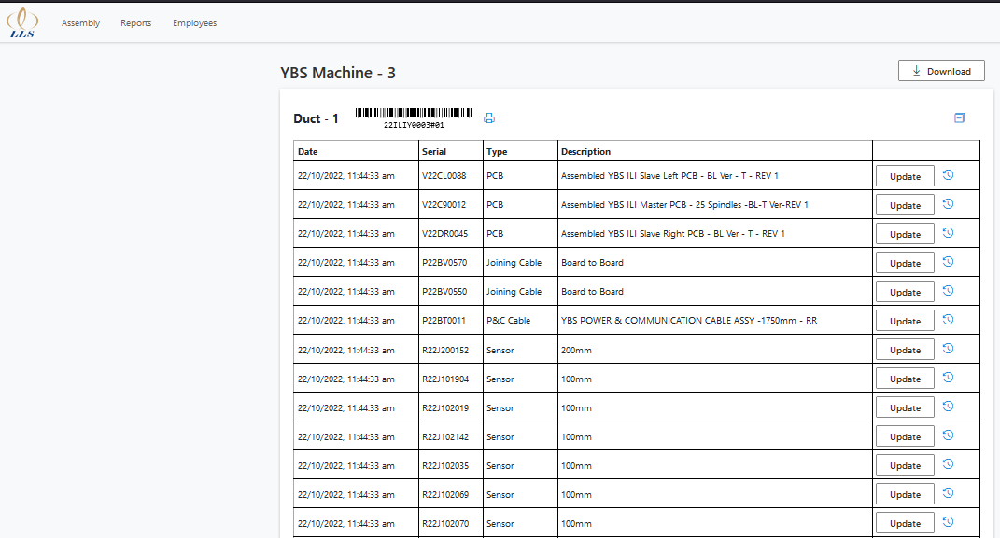 LLS
Assembly Reports Employees
YBS Machine - 3
Download
Duct - 1
22ILIY0003#01
Date Serial Type Description
22/10/2022, 11:44:33 am V22CL0088 PCB Assembled YBS ILI Slave Left PCB - BL Ver - T - REV 1 Update
22/10/2022, 11:44:33 am V22C90012 PCB Assembled YBS ILI Master PCB - 25 Spindles -BL-T Ver-REV 1 Update
22/10/2022, 11:44:33 am V22DR0045 PCB Assembled YBS ILI Slave Right PCB - BL Ver - T - REV 1 Update
22/10/2022, 11:44:33 am P22BV0570 Joining Cable Board to Board Update
22/10/2022, 11:44:33 am P22BV0550 Joining Cable Board to Board Update
22/10/2022, 11:44:33 am P22BT0011 P&C Cable YBS POWER & COMMUNICATION CABLE ASSY -1750mm - RR Update
22/10/2022, 11:44:33 am R22J200152 Sensor 200mm Update
22/10/2022, 11:44:33 am R22J101904 Sensor 100mm Update
22/10/2022, 11:44:33 am R22J102019 Sensor 100mm Update
22/10/2022, 11:44:33 am R22J102142 Sensor 100mm Update
22/10/2022, 11:44:33 am R22J102035 Sensor 100mm Update
22/10/2022, 11:44:33 am R22J102069 Sensor 100mm Update
22/10/2022, 11:44:33 am R22J102070 Sensor 100mm Update